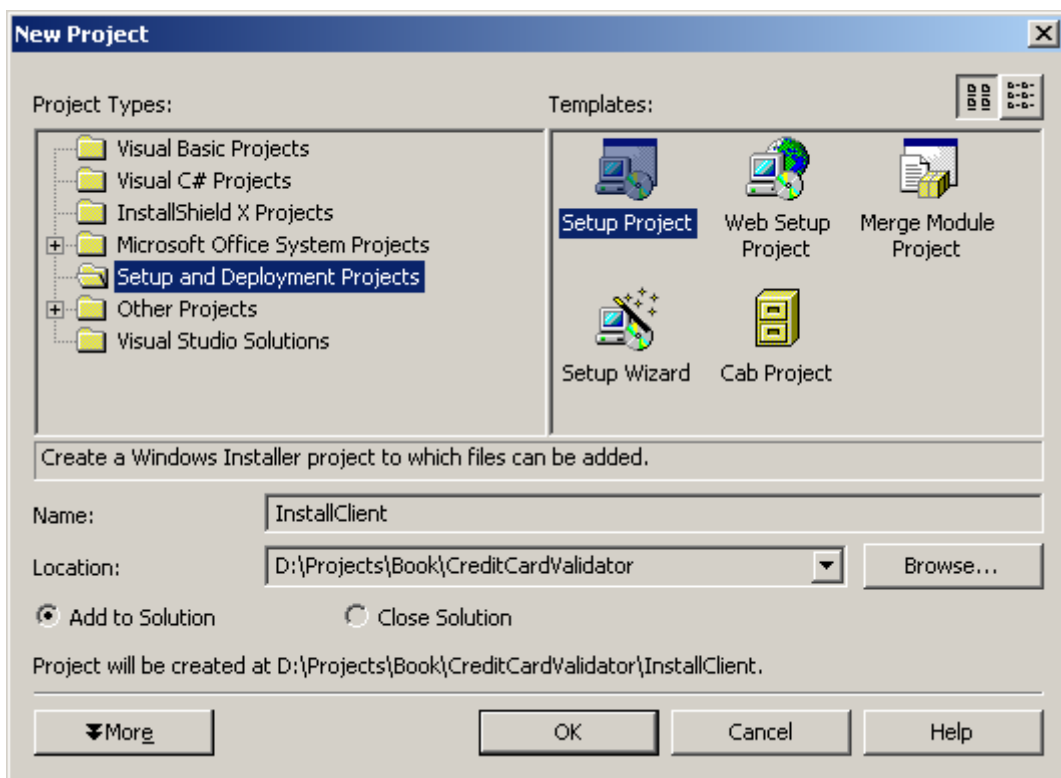 New Project
Project Types:
Templates:
Visual Basic Projects
Visual C# Projects
InstallShield X Projects
Microsoft Office System Projects
Setup and Deployment Projects
Other Projects
Visual Studio Solutions
Setup Project
Web Setup
Project
Merge Module
Project
Setup Wizard
Cab Project
Create a Windows Installer project to which files can be added.
Name:
InstallClient
Location:
D:\Projects\Book\CreditCardValidator
Browse...
Add to Solution
Close Solution
Project will be created at D:\Projects\Book\CreditCardValidator\InstallClient.
More
OK
Cancel
Help